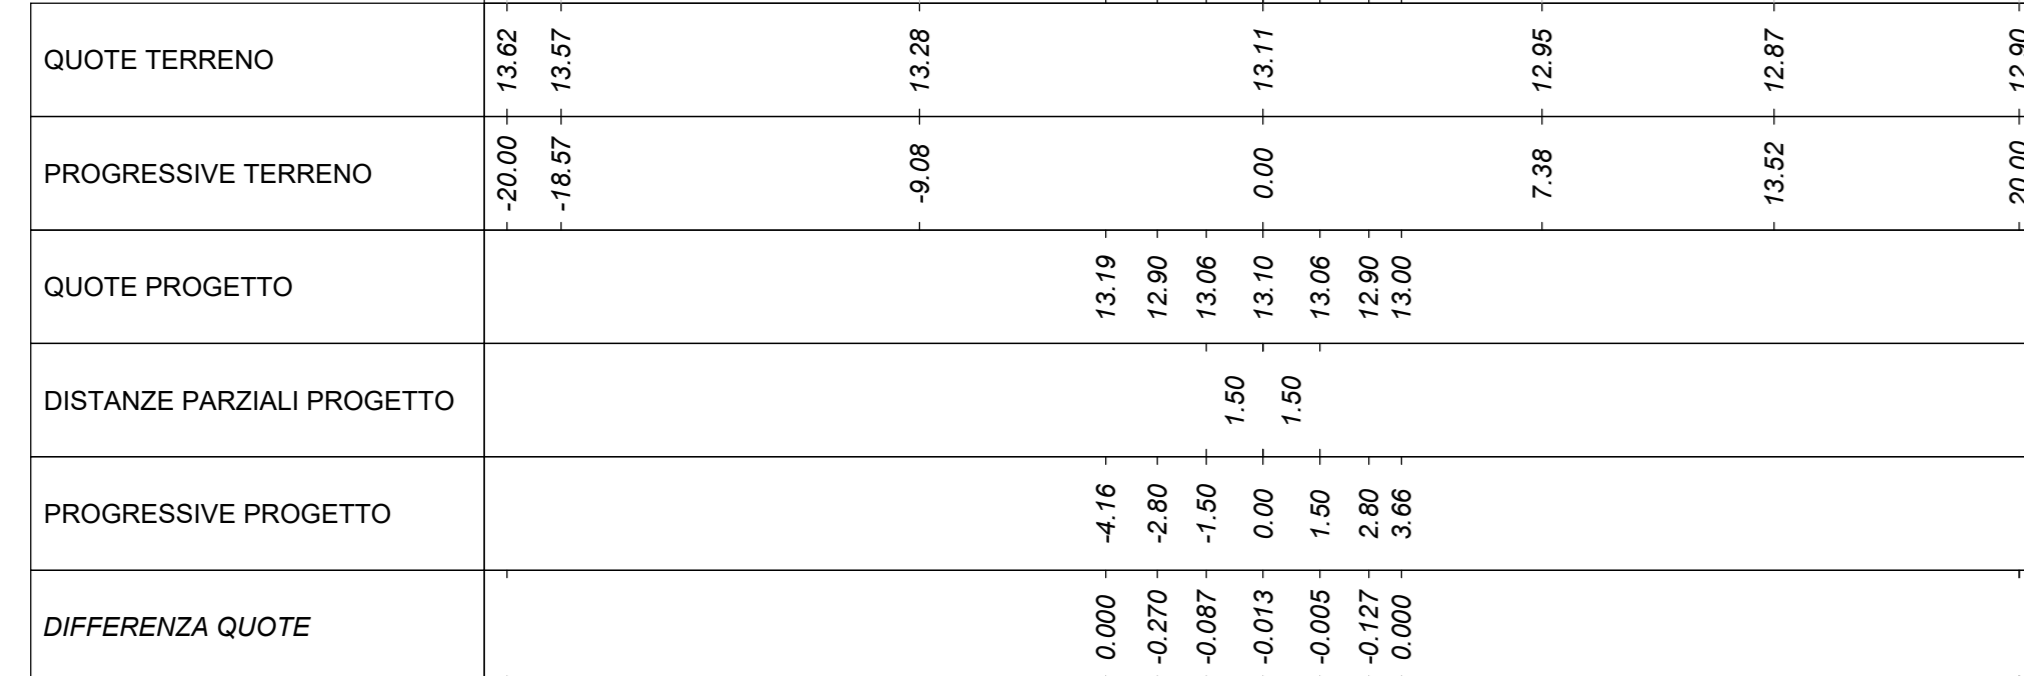 QUOTE TERRENO 13.62 13.57 13.28 13.11 12.95 12.87 12.90
PROGRESSIVE TERRENO -20.00 -18.57 -9.08 0.00 7.38 13.52 20.00
QUOTE PROGETTO 13.19 12.90 13.06 13.10 13.06 12.90 13.00
DISTANZE PARZIALI PROGETTO 1.50 1.50
PROGRESSIVE PROGETTO -4.16 -2.80 -1.50 0.00 1.50 2.80 3.66
DIFFERENZA QUOTE 0.000 -0.270 -0.087 -0.013 -0.005 -0.127 0.000